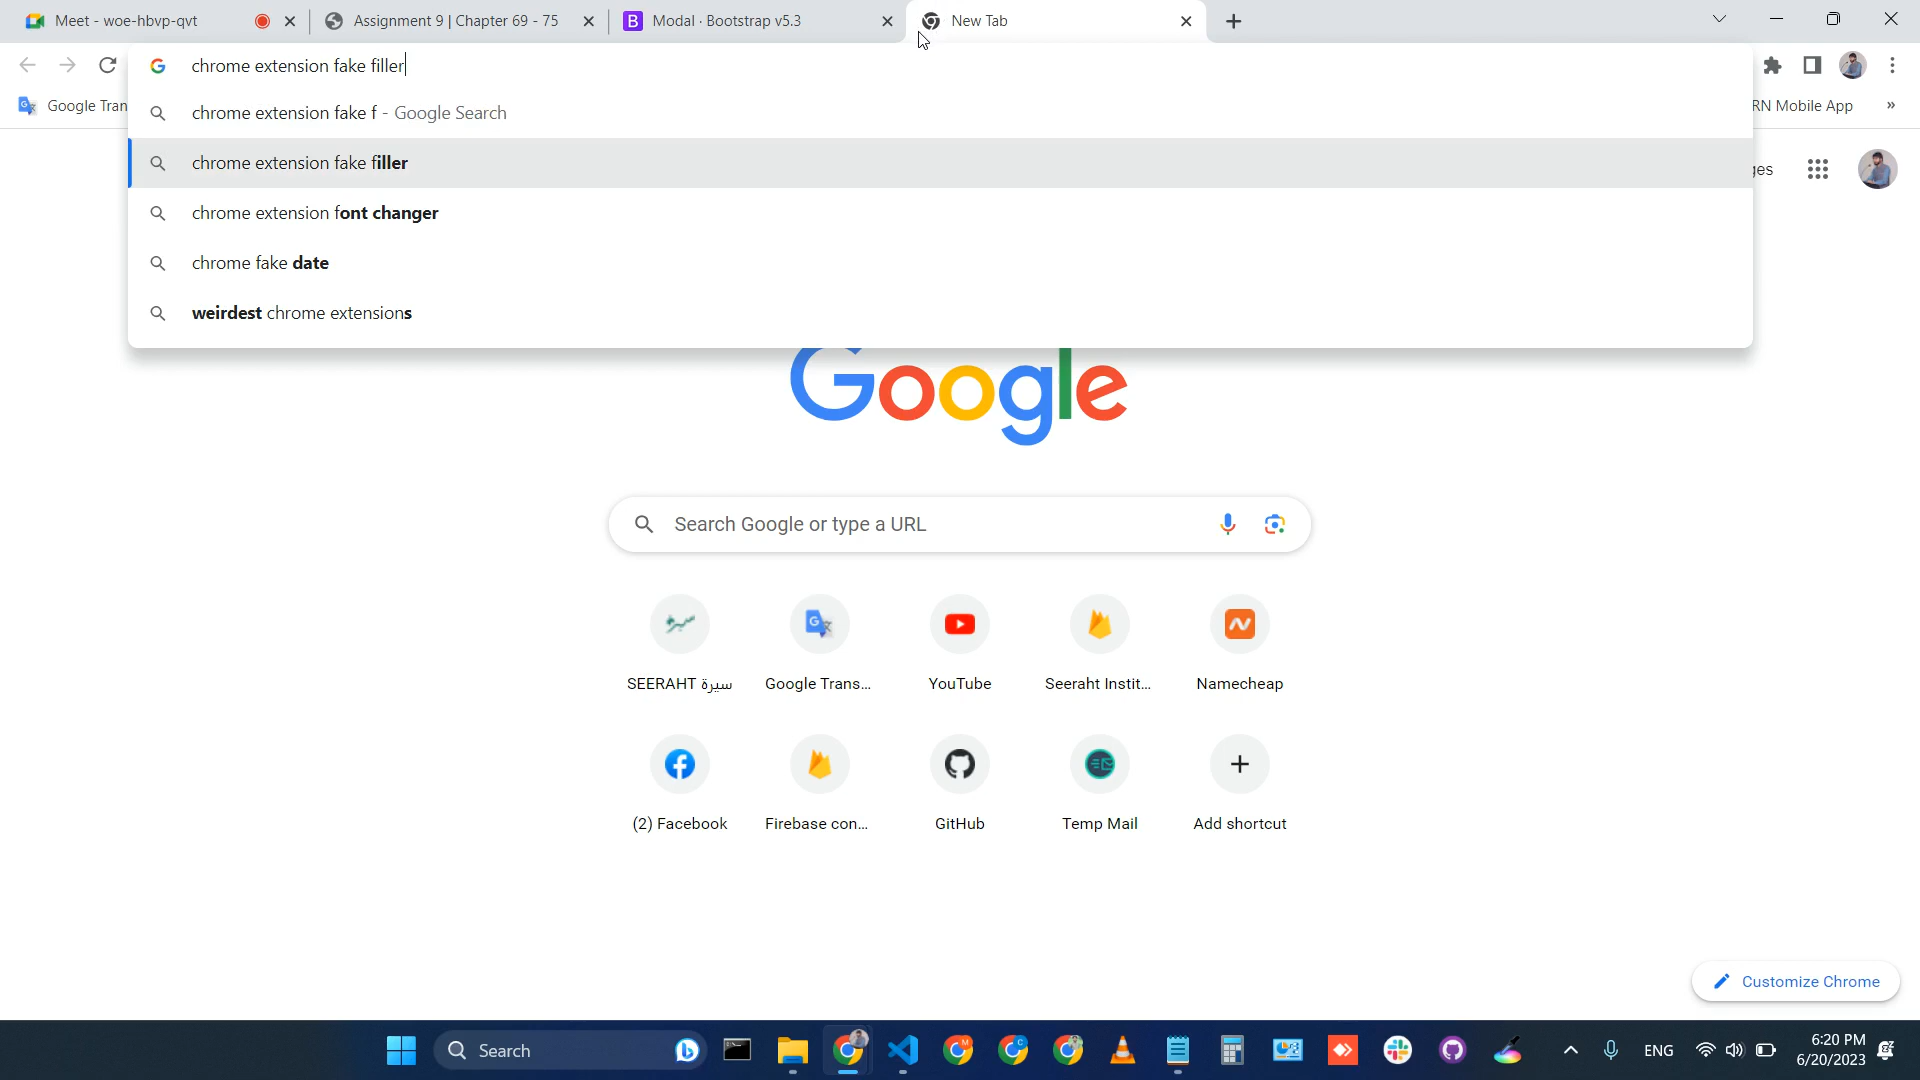 Meet - woe-hbvp-qvt
Assignment 9 | Chapter 69 - 75
B Modal · Bootstrap v5.3
New Tab
chrome extension fake filler
Google Tran
RN Mobile App
»
chrome extension fake f - Google Search
chrome extension fake filler
ges
chrome extension font changer
chrome fake date
weirdest chrome extensions
Google
Search Google or type a URL
SEERAHT سيرة
Google Trans...
YouTube
Seeraht Instit...
Namecheap
(2) Facebook
Firebase con...
GitHub
Temp Mail
Add shortcut
Customize Chrome
Search
ENG
6:20 PM
6/20/2023